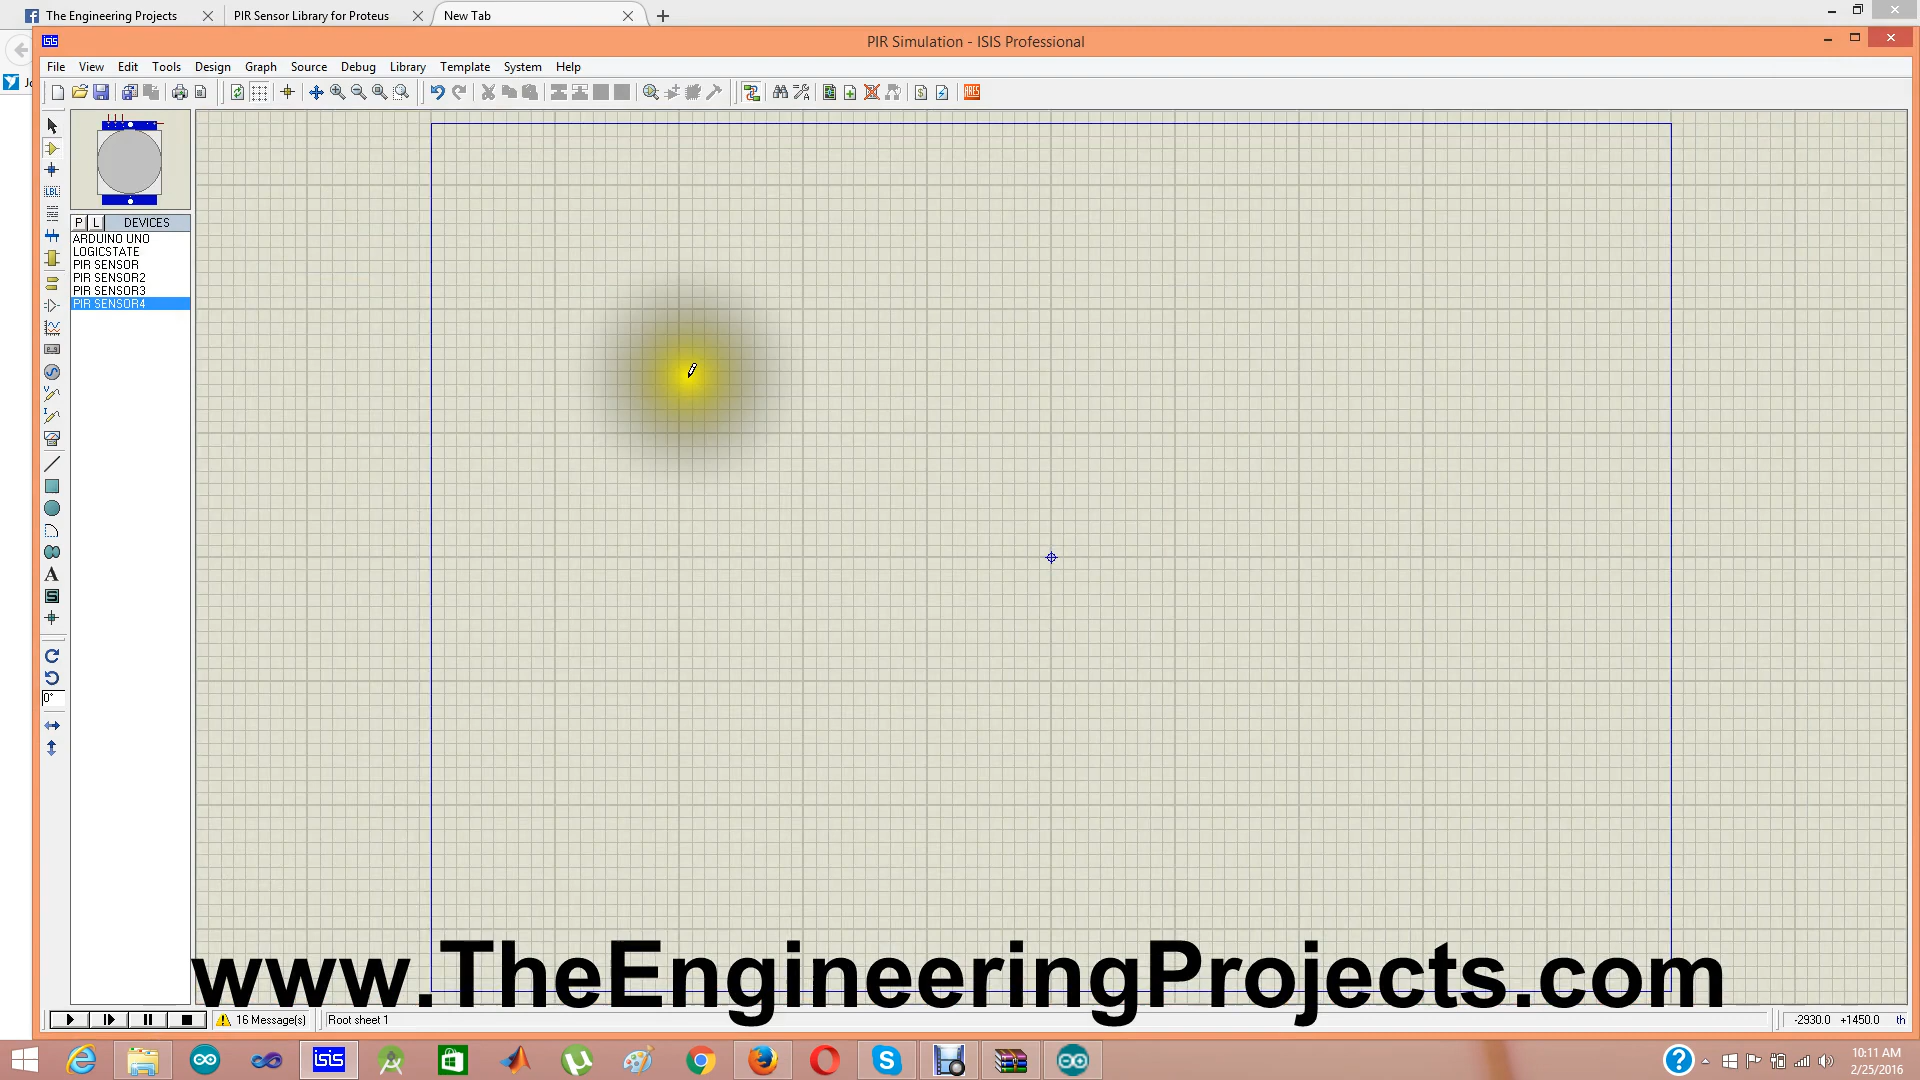 The Engineering Projects
PIR Sensor Library for Proteus
New Tab
PIR Simulation - ISIS Professional
File View Edit Tools Design Graph Source Debug Library Template System Help
P L DEVICES
ARDUINO UNO
LOGICSTATE
PIR SENSOR
PIR SENSOR2
PIR SENSOR3
PIR SENSOR4
LBL
ARES
A
S
0°
www.TheEngineeringProjects.com
16 Message(s) Root sheet 1 -2930.0 +1450.0 th
isis
10:11 AM
2/25/2016